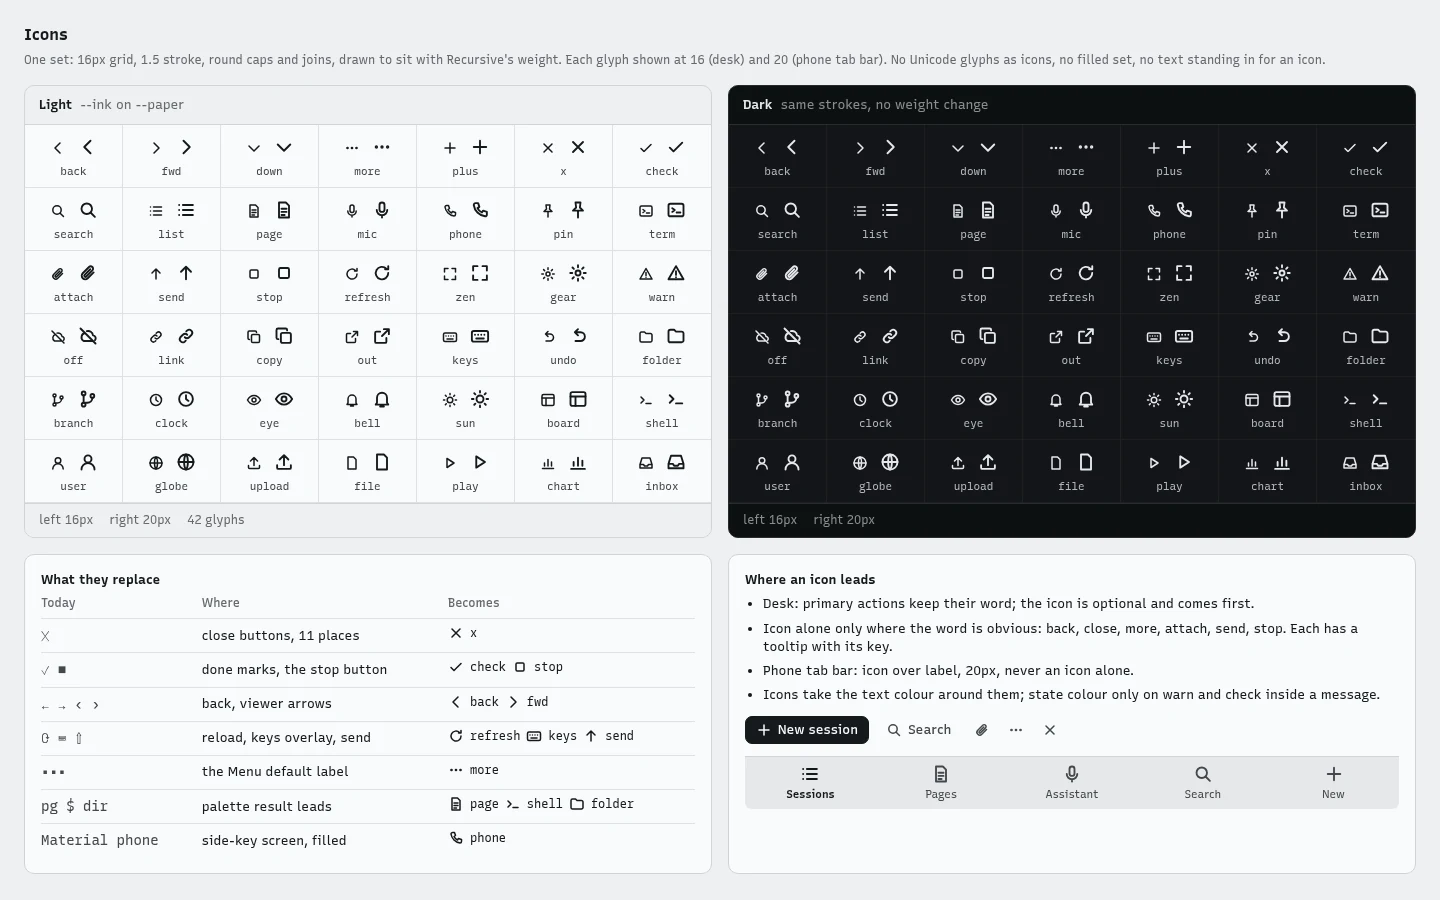 Icons
One set: 16px grid, 1.5 stroke, round caps and joins, drawn to sit with Recursive's weight. Each glyph shown at 16 (desk) and 20 (phone tab bar). No Unicode glyphs as icons, no filled set, no text standing in for an icon.
Light --ink on --paper
back fwd down more plus x check
search list page mic phone pin term
attach send stop refresh zen gear warn
off link copy out keys undo folder
branch clock eye bell sun board shell
user globe upload file play chart inbox
left 16px right 20px 42 glyphs
Dark same strokes, no weight change
back fwd down more plus x check
search list page mic phone pin term
attach send stop refresh zen gear warn
off link copy out keys undo folder
branch clock eye bell sun board shell
user globe upload file play chart inbox
left 16px right 20px
What they replace
Today Where Becomes
╳ close buttons, 11 places x
✓ ■ done marks, the stop button check stop
← → ‹ › back, viewer arrows back fwd
reload, keys overlay, send refresh keys send
the Menu default label more
pg $ dir palette result leads page shell folder
Material phone side-key screen, filled phone
Where an icon leads
• Desk: primary actions keep their word; the icon is optional and comes first.
• Icon alone only where the word is obvious: back, close, more, attach, send, stop. Each has a
tooltip with its key.
• Phone tab bar: icon over label, 20px, never an icon alone.
• Icons take the text colour around them; state colour only on warn and check inside a message.
New session Search
Sessions Pages Assistant Search New